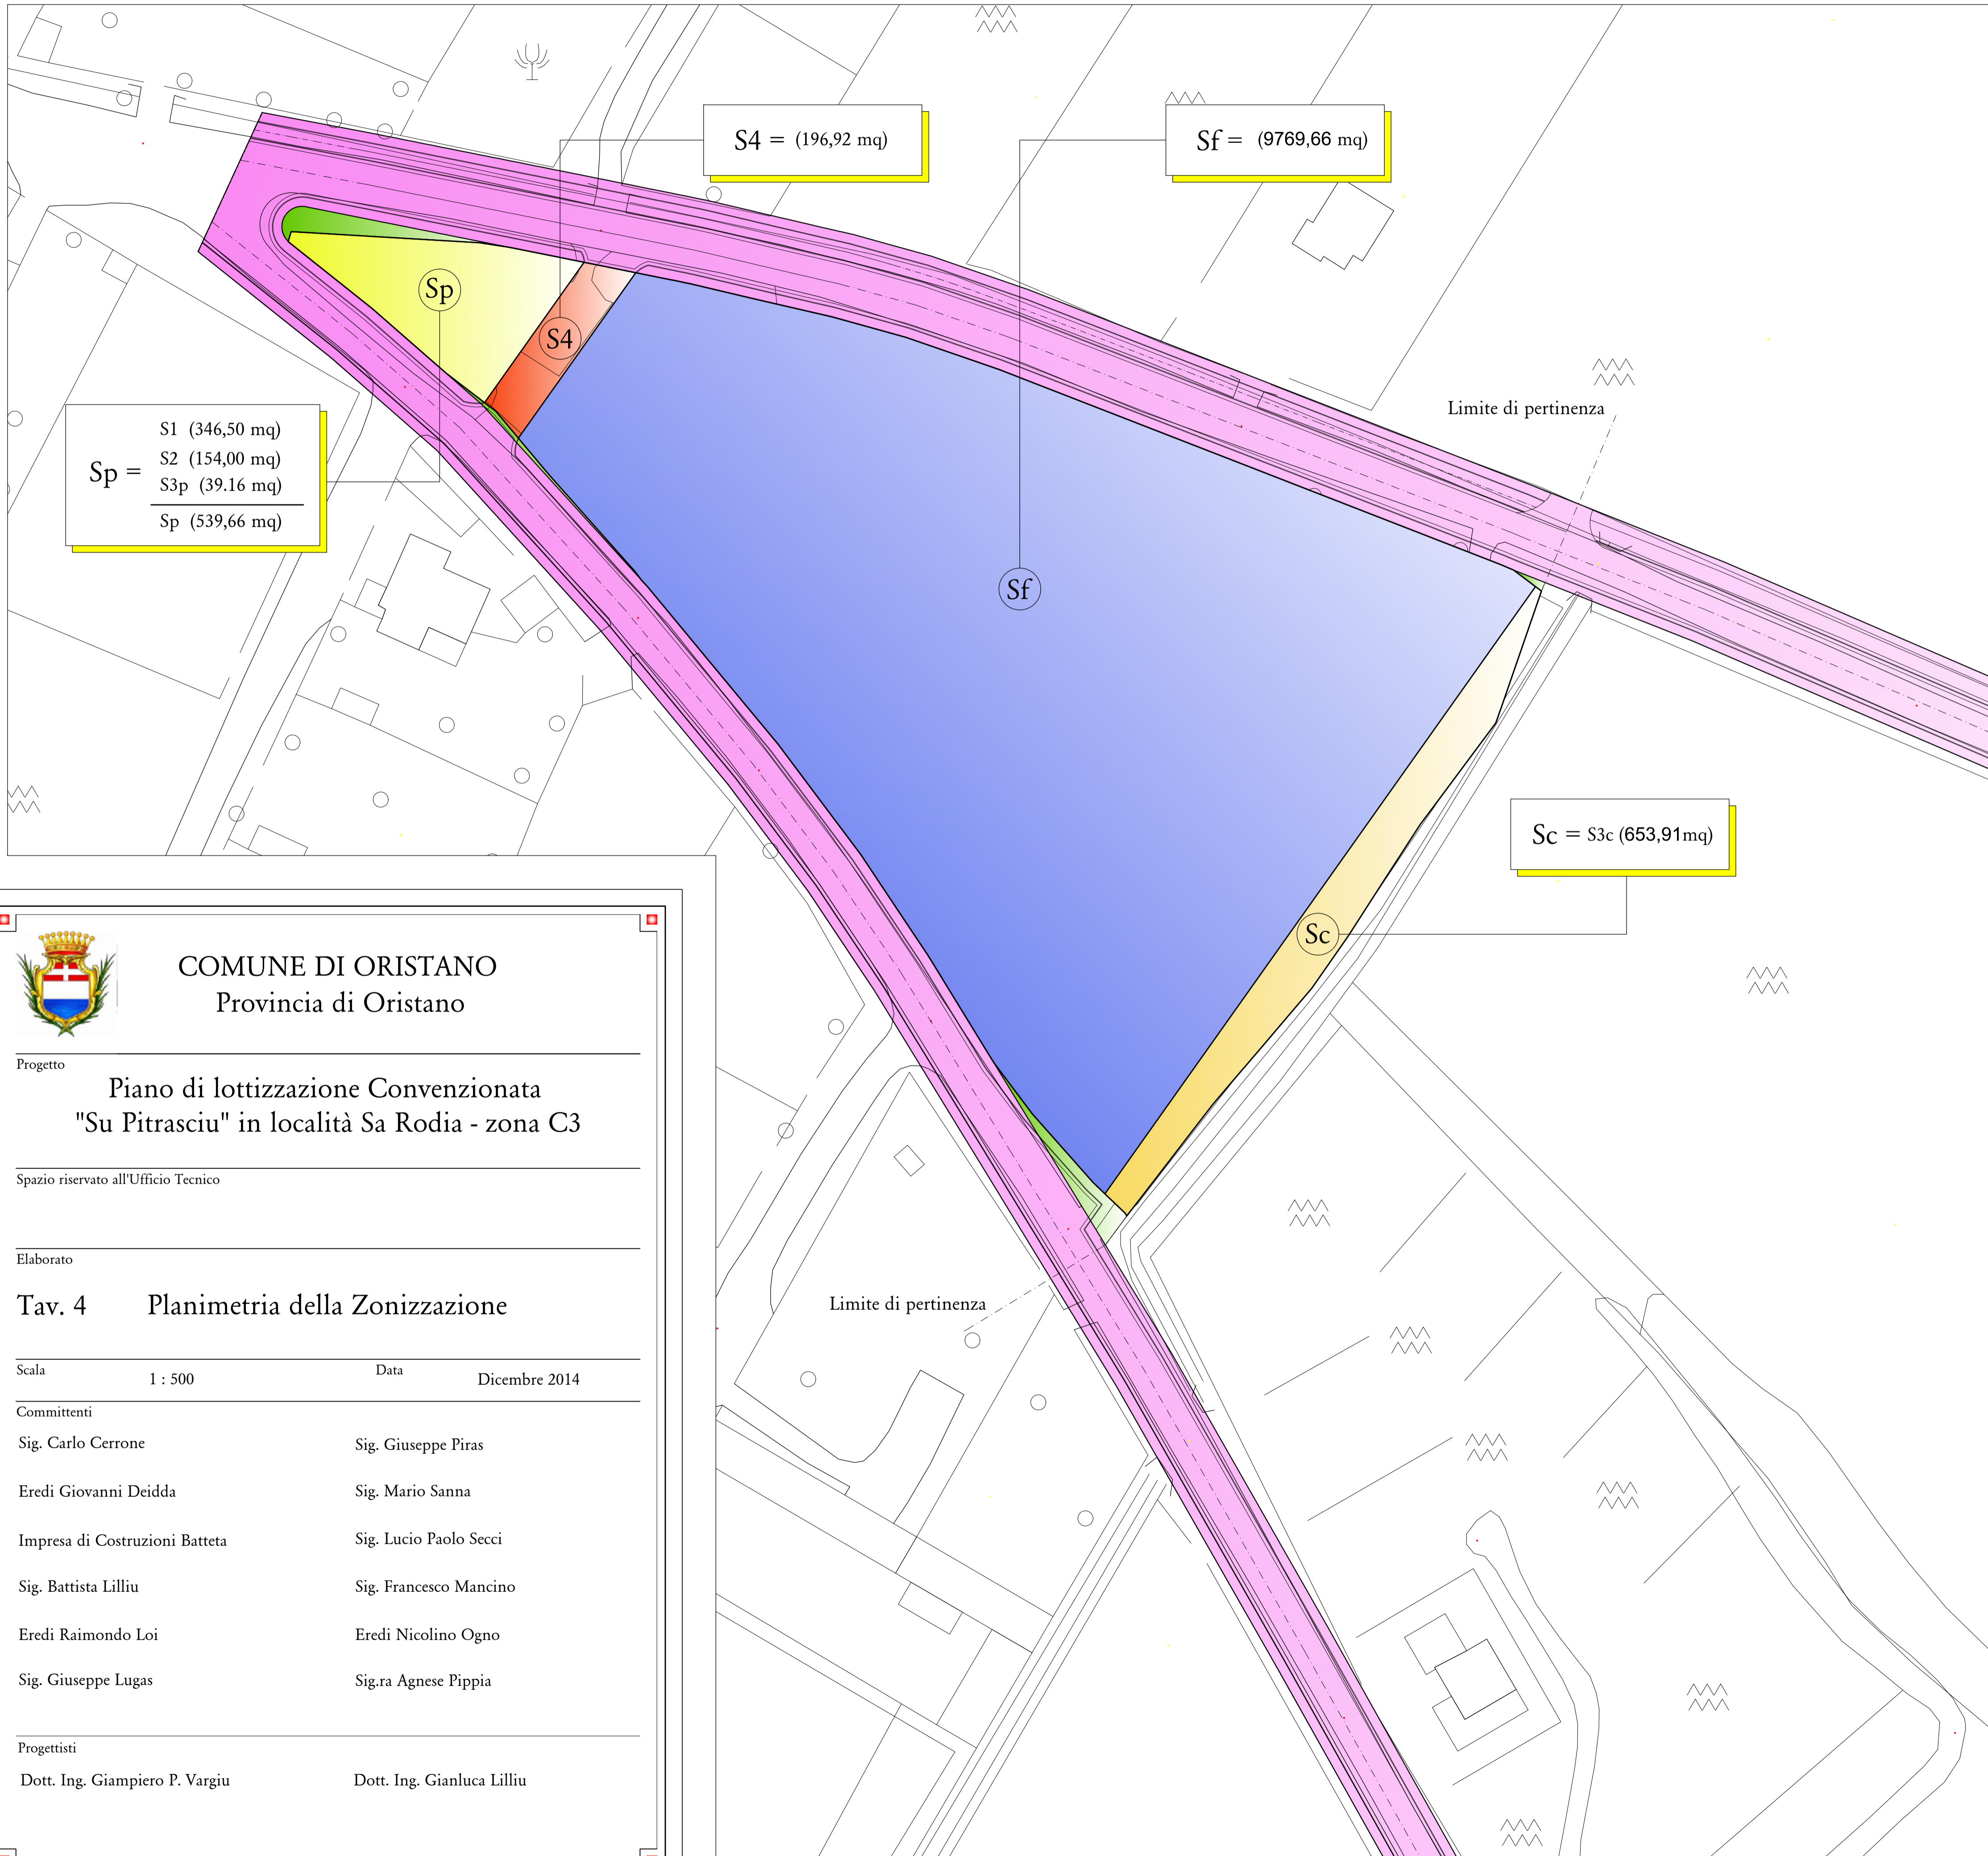 S4 = (196,92 mq)
Sf = (9769,66 mq)
Sp
S4
Limite di pertinenza
S1 (346,50 mq)
S2 (154,00 mq)
Sp =
S3p (39.16 mq)
Sp (539,66 mq)
Sf
Sc = S3c (653,91mq)
Sc
Limite di pertinenza
COMUNE DI ORISTANO
Provincia di Oristano
Progetto
Piano di lottizzazione Convenzionata
"Su Pitrasciu" in località Sa Rodia - zona C3
Spazio riservato all'Ufficio Tecnico
Elaborato
Tav. 4 Planimetria della Zonizzazione
Scala 1 : 500 Data Dicembre 2014
Committenti
Sig. Carlo Cerrone Sig. Giuseppe Piras
Eredi Giovanni Deidda Sig. Mario Sanna
Impresa di Costruzioni Batteta Sig. Lucio Paolo Secci
Sig. Battista Lilliu Sig. Francesco Mancino
Eredi Raimondo Loi Eredi Nicolino Ogno
Sig. Giuseppe Lugas Sig.ra Agnese Pippia
Progettisti
Dott. Ing. Giampiero P. Vargiu Dott. Ing. Gianluca Lilliu